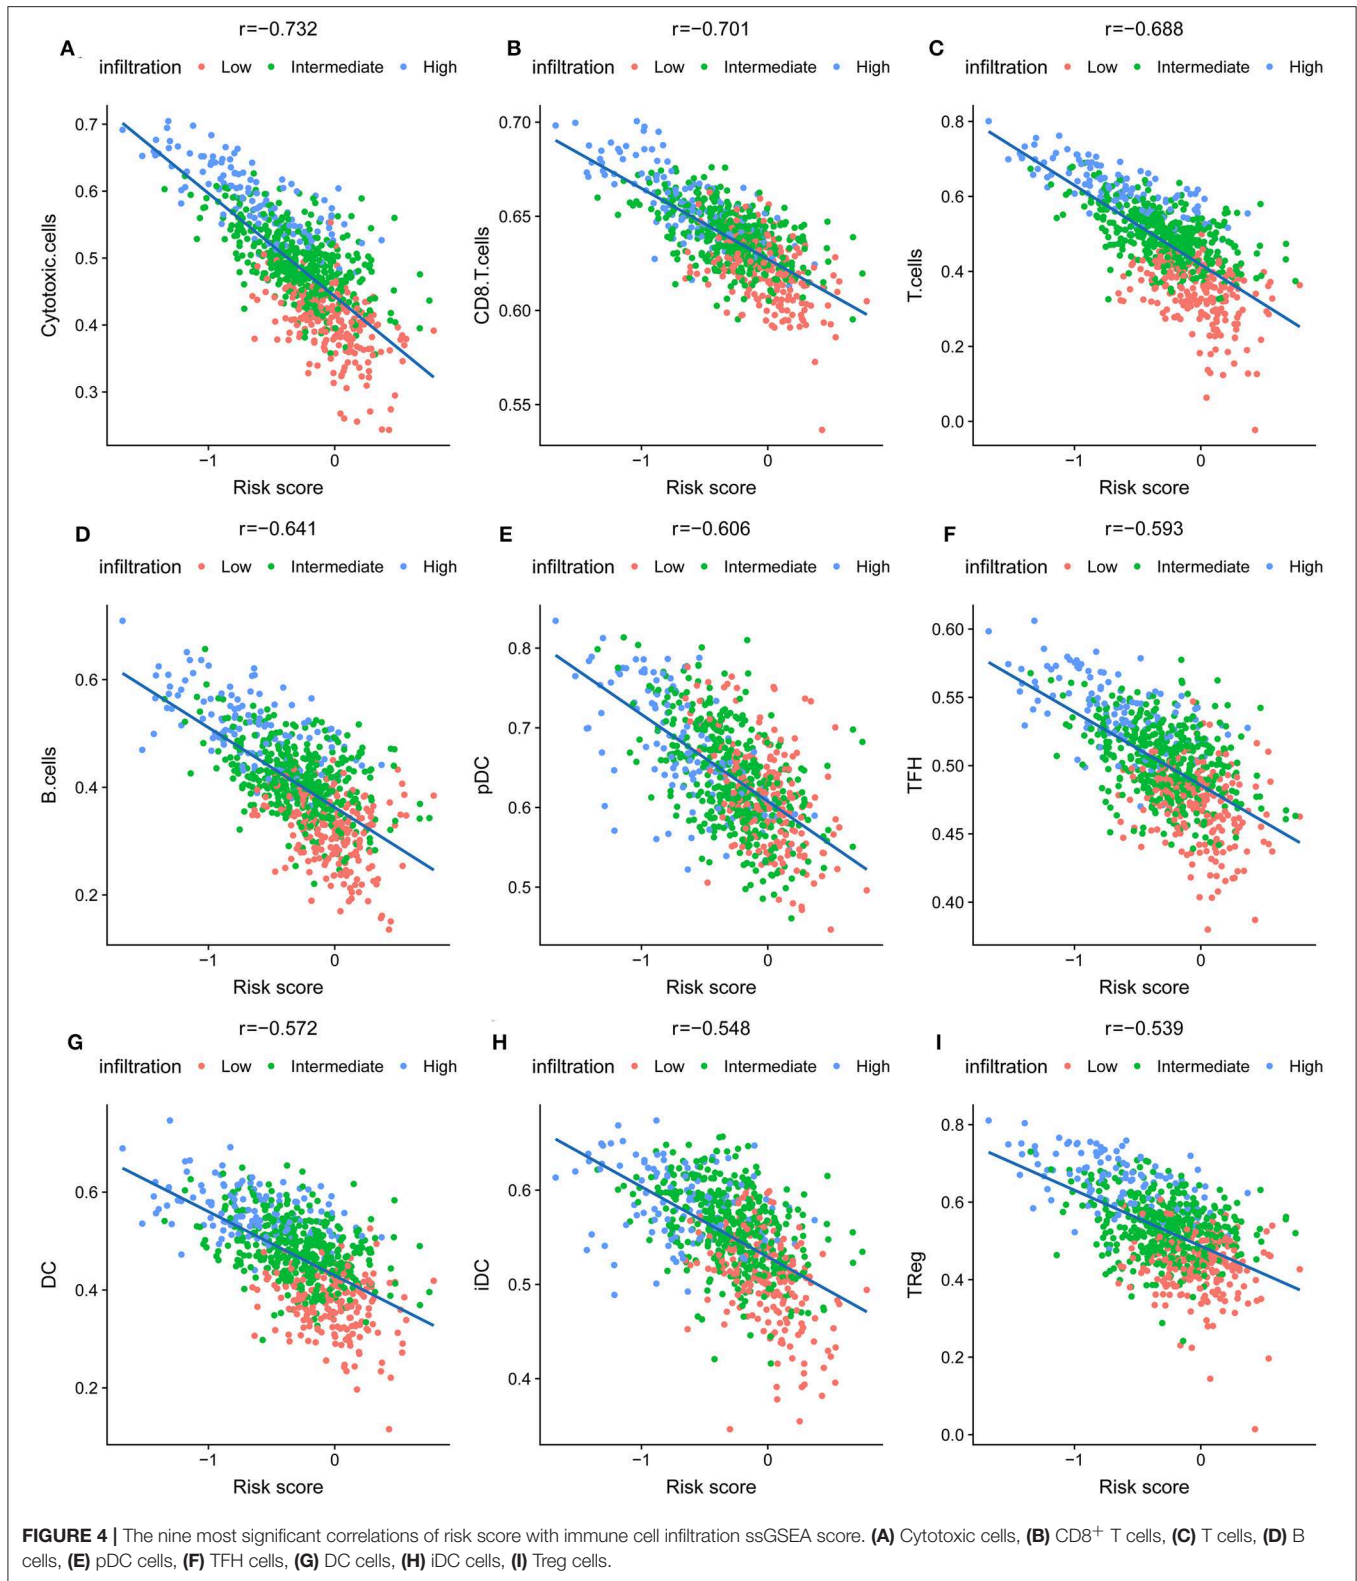 r=−0.732
A
infiltration Low Intermediate High
0.7
0.6
0.5
0.4
0.3
Cytotoxic.cells
−1 0
Risk score
r=−0.701
B
infiltration Low Intermediate High
0.70
0.65
0.60
0.55
CD8.T.cells
−1 0
Risk score
r=−0.688
C
infiltration Low Intermediate High
0.8
0.6
0.4
0.2
0.0
T.cells
−1 0
Risk score
r=−0.641
D
infiltration Low Intermediate High
0.6
0.4
0.2
B.cells
−1 0
Risk score
r=−0.606
E
infiltration Low Intermediate High
0.8
0.7
0.6
0.5
pDC
−1 0
Risk score
r=−0.593
F
infiltration Low Intermediate High
0.60
0.55
0.50
0.45
0.40
TFH
−1 0
Risk score
r=−0.572
G
infiltration Low Intermediate High
0.6
0.4
0.2
DC
−1 0
Risk score
r=−0.548
H
infiltration Low Intermediate High
0.6
0.5
0.4
iDC
−1 0
Risk score
r=−0.539
I
infiltration Low Intermediate High
0.8
0.6
0.4
0.2
0.0
TReg
−1 0
Risk score
FIGURE 4 | The nine most significant correlations of risk score with immune cell infiltration ssGSEA score. (A) Cytotoxic cells, (B) CD8+ T cells, (C) T cells, (D) B
cells, (E) pDC cells, (F) TFH cells, (G) DC cells, (H) iDC cells, (I) Treg cells.